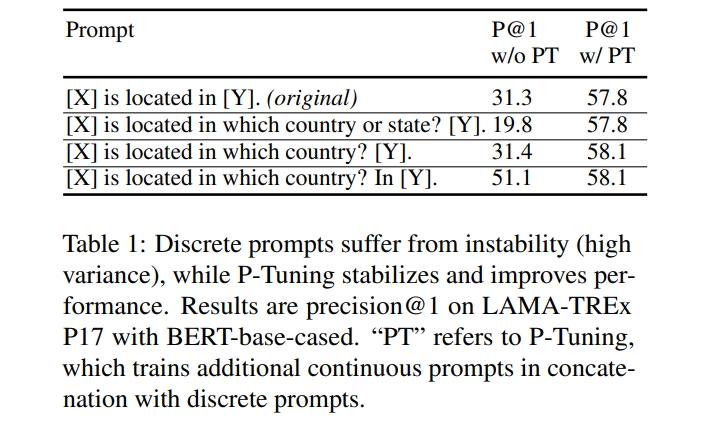 Prompt P@1 P@1
w/o PT w/ PT
[X] is located in [Y]. (original) 31.3 57.8
[X] is located in which country or state? [Y]. 19.8 57.8
[X] is located in which country? [Y]. 31.4 58.1
[X] is located in which country? In [Y]. 51.1 58.1
Table 1: Discrete prompts suffer from instability (high
variance), while P-Tuning stabilizes and improves per-
formance. Results are precision@1 on LAMA-TREx
P17 with BERT-base-cased. “PT” refers to P-Tuning,
which trains additional continuous prompts in concate-
nation with discrete prompts.